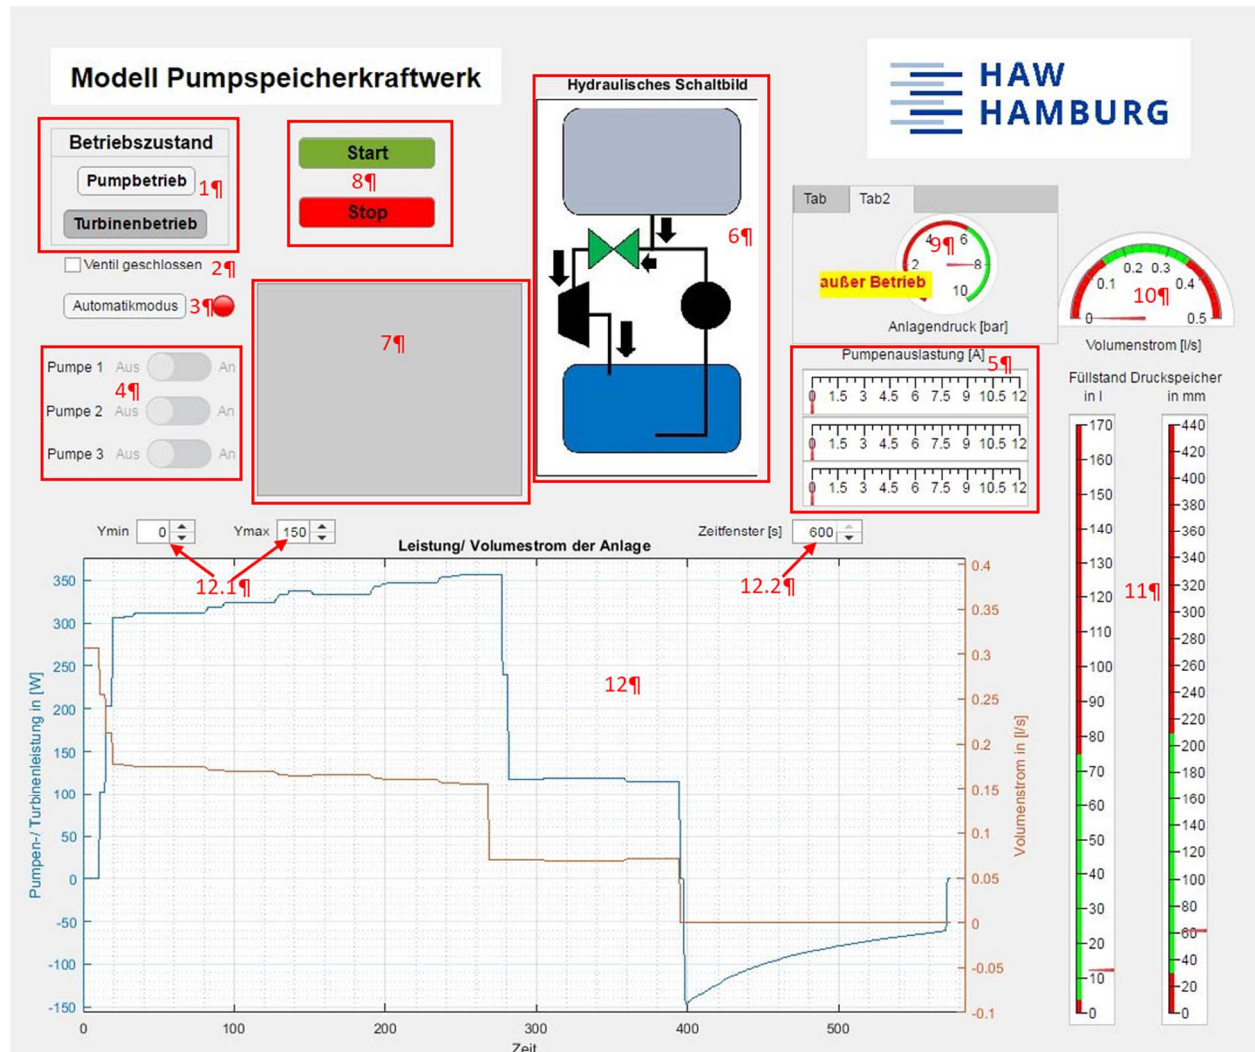 Modell Pumpspeicherkraftwerk
HAW
HAMBURG
Hydraulisches Schaltbild
Betriebszustand
Pumpbetrieb
1¶
Turbinenbetrieb
Start
8¶
Stop
6¶
Ventil geschlossen
2¶
Automatikmodus
3¶
Tab Tab2
2 4 6 8 10
9¶
außer Betrieb
Anlagendruck [bar]
0 0.1 0.2 0.3 0.4 0.5
10¶
Volumenstrom [l/s]
7¶
Pumpe 1 Aus An
4¶
Pumpe 2 Aus An
Pumpe 3 Aus An
Pumpenauslastung [A]
5¶
0 1.5 3 4.5 6 7.5 9 10.5 12
0 1.5 3 4.5 6 7.5 9 10.5 12
0 1.5 3 4.5 6 7.5 9 10.5 12
Füllstand Druckspeicher
in l in mm
170
160
150
140
130
120
110
100
90
80
70
60
50
40
30
20
10
0
11¶
440
420
400
380
360
340
320
300
280
260
240
220
200
180
160
140
120
100
80
60
40
20
0
Ymin 0 Ymax 150 Zeitfenster [s] 600
Leistung/ Volumestrom der Anlage
12.1¶ 12.2¶
12¶
Pumpen-/ Turbinenleistung in [W]
350
300
250
200
150
100
50
0
-50
-100
-150
0.4
0.35
0.3
0.25
0.2
0.15
0.1
0.05
0
-0.05
-0.1
Volumenstrom in [l/s]
0 100 200 300 400 500
Zeit